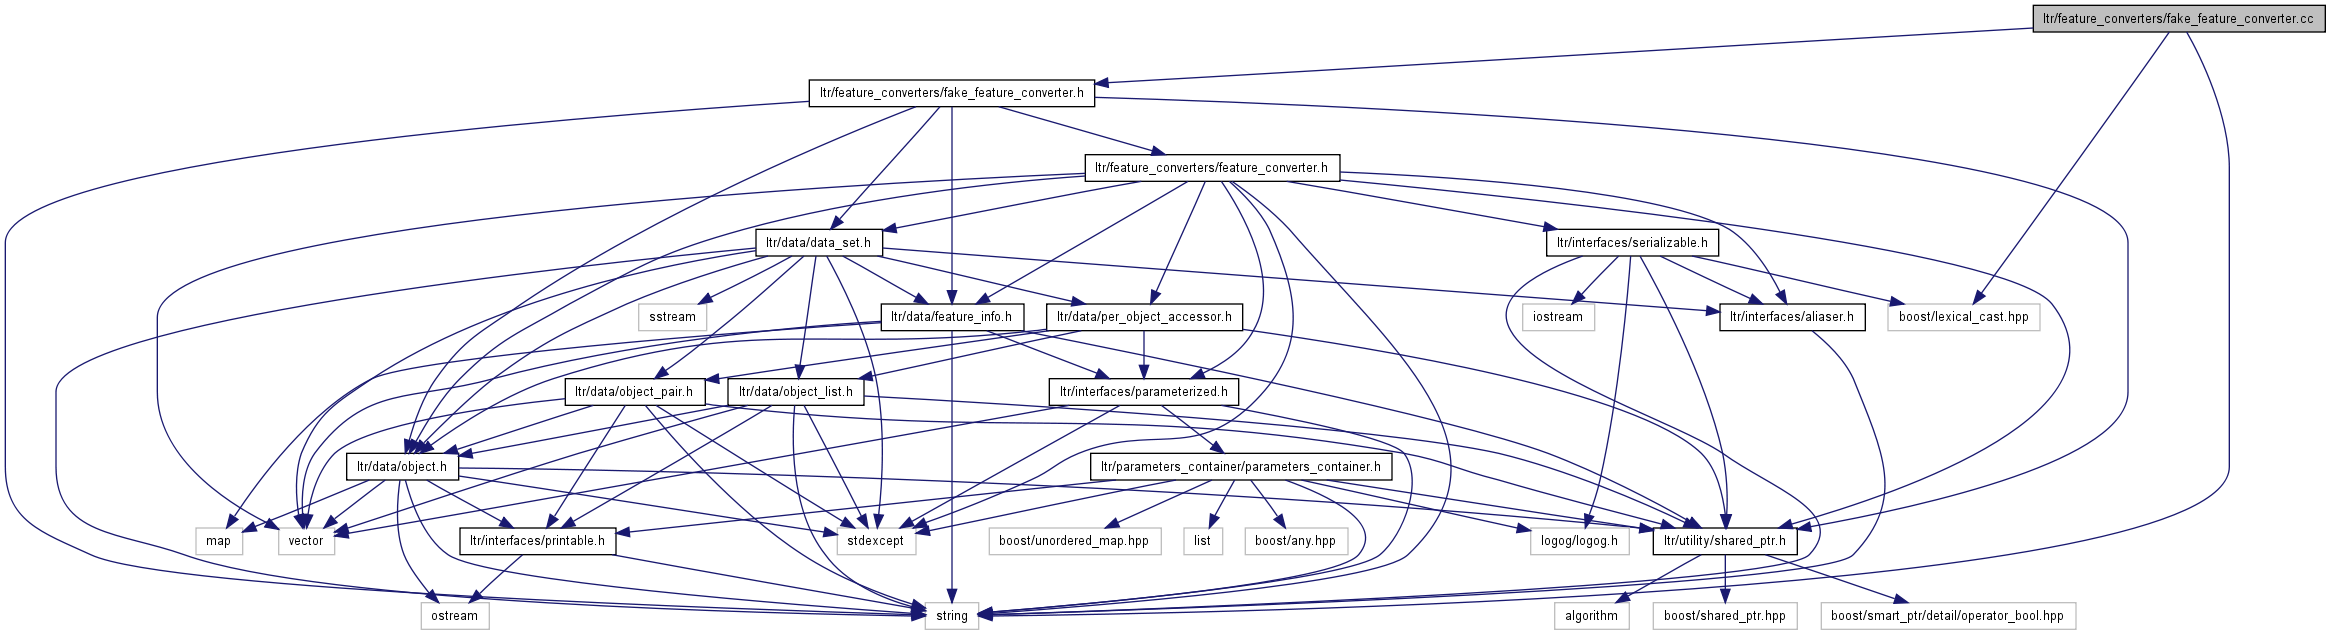 ltr/feature_converters/fake_feature_converter.cc
ltr/feature_converters/fake_feature_converter.h
ltr/feature_converters/feature_converter.h
ltr/data/data_set.h
ltr/interfaces/serializable.h
sstream
ltr/data/feature_info.h
ltr/data/per_object_accessor.h
iostream
ltr/interfaces/aliaser.h
boost/lexical_cast.hpp
ltr/data/object_pair.h
ltr/data/object_list.h
ltr/interfaces/parameterized.h
ltr/data/object.h
ltr/parameters_container/parameters_container.h
map
vector
ltr/interfaces/printable.h
stdexcept
boost/unordered_map.hpp
list
boost/any.hpp
logog/logog.h
ltr/utility/shared_ptr.h
ostream
string
algorithm
boost/shared_ptr.hpp
boost/smart_ptr/detail/operator_bool.hpp